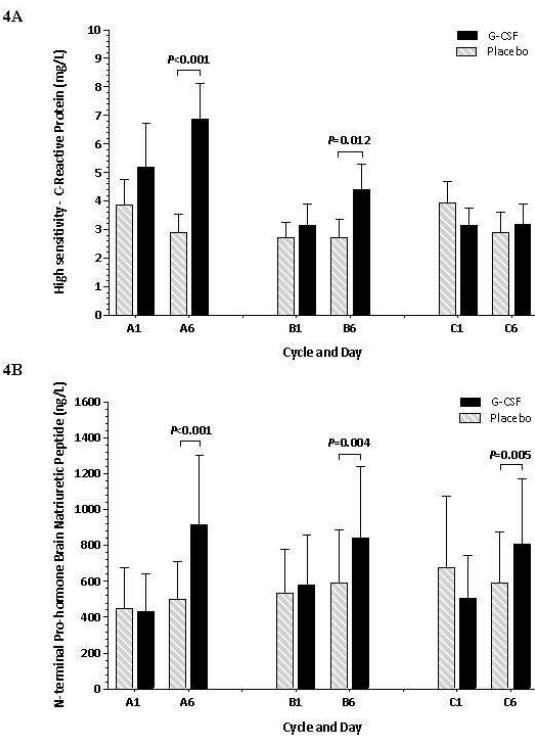 4A
High sensitivity - C-Reactive Protein (mg/L)
10
9
8
7
6
5
4
3
2
1
0
G-CSF
Placebo
P<0.001
P=0.012
A1 A6 B1 B6 C1 C6
Cycle and Day
4B
N-terminal Pro-hormone Brain Natriuretic Peptide (ng/L)
1600
1400
1200
1000
800
600
400
200
0
G-CSF
Placebo
P<0.001
P=0.004
P=0.005
A1 A6 B1 B6 C1 C6
Cycle and Day